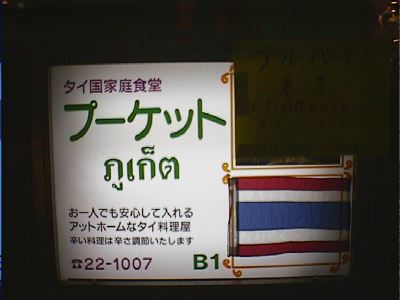 タイ国家庭食堂
プーケット
ภูเก็ต
お一人でも安心して入れる
アットホームなタイ料理屋
辛い料理は辛さ調節いたします
☎22-1007 B1
アルバイト
募集